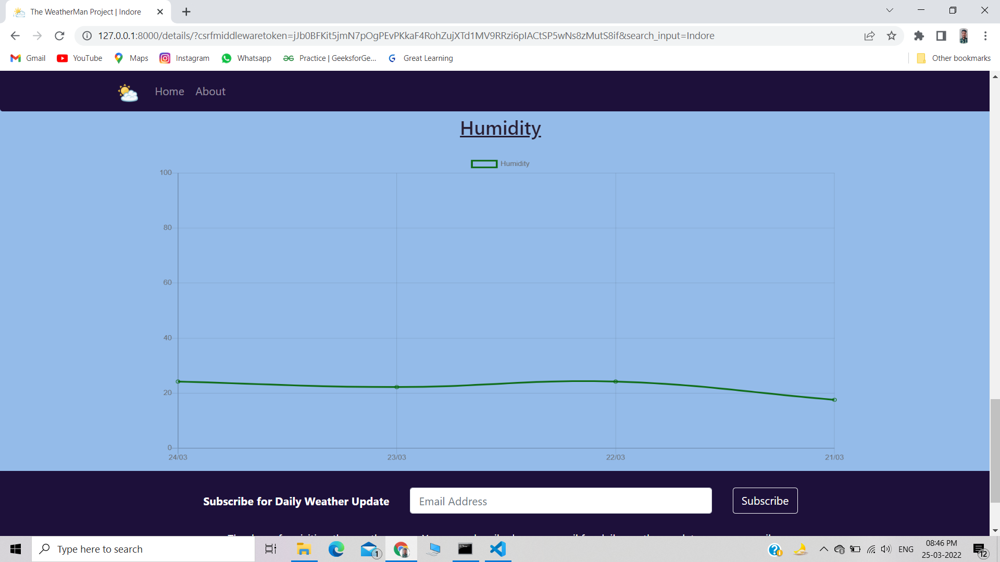 The WeatherMan Project | Indore
127.0.0.1:8000/details/?csrfmiddlewaretoken=jJb0BFKit5jmN7pOgPEvPKkaF4RohZujXTd1MV9RRzi6pIACtSP5wNs8zMutS8if&search_input=Indore
Gmail YouTube Maps Instagram Whatsapp Practice | GeeksforGe... Great Learning Other bookmarks
Home About
Humidity
Humidity
100
80
60
40
20
0
24/03 23/03 22/03 21/03
Subscribe for Daily Weather Update Email Address Subscribe
Type here to search
1
ENG
08:46 PM
25-03-2022
12